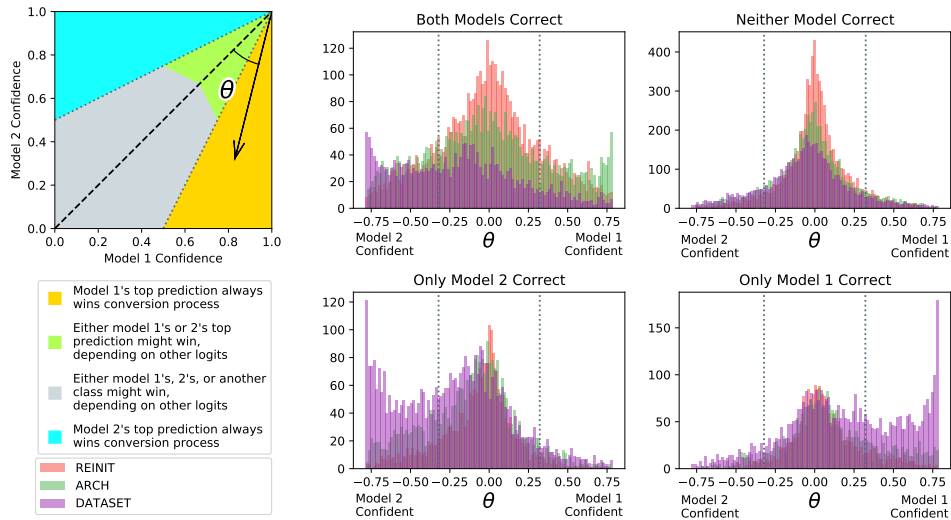 1.0
0.8
0.6
0.4
0.2
0.0
0.0 0.2 0.4 0.6 0.8 1.0
Model 2 Confidence
Model 1 Confidence
θ
Model 1's top prediction always
wins conversion process
Either model 1's or 2's top
prediction might win,
depending on other logits
Either model 1's, 2's, or another
class might win,
depending on other logits
Model 2's top prediction always
wins conversion process
REINIT
ARCH
DATASET
Both Models Correct
120
100
80
60
40
20
0
−0.75 −0.50 −0.25 0.00 0.25 0.50 0.75
Model 2
Confident
θ
Model 1
Confident
Neither Model Correct
400
300
200
100
0
−0.75 −0.50 −0.25 0.00 0.25 0.50 0.75
Model 2
Confident
θ
Model 1
Confident
Only Model 2 Correct
120
100
80
60
40
20
0
−0.75 −0.50 −0.25 0.00 0.25 0.50 0.75
Model 2
Confident
θ
Model 1
Confident
Only Model 1 Correct
150
100
50
0
−0.75 −0.50 −0.25 0.00 0.25 0.50 0.75
Model 2
Confident
θ
Model 1
Confident